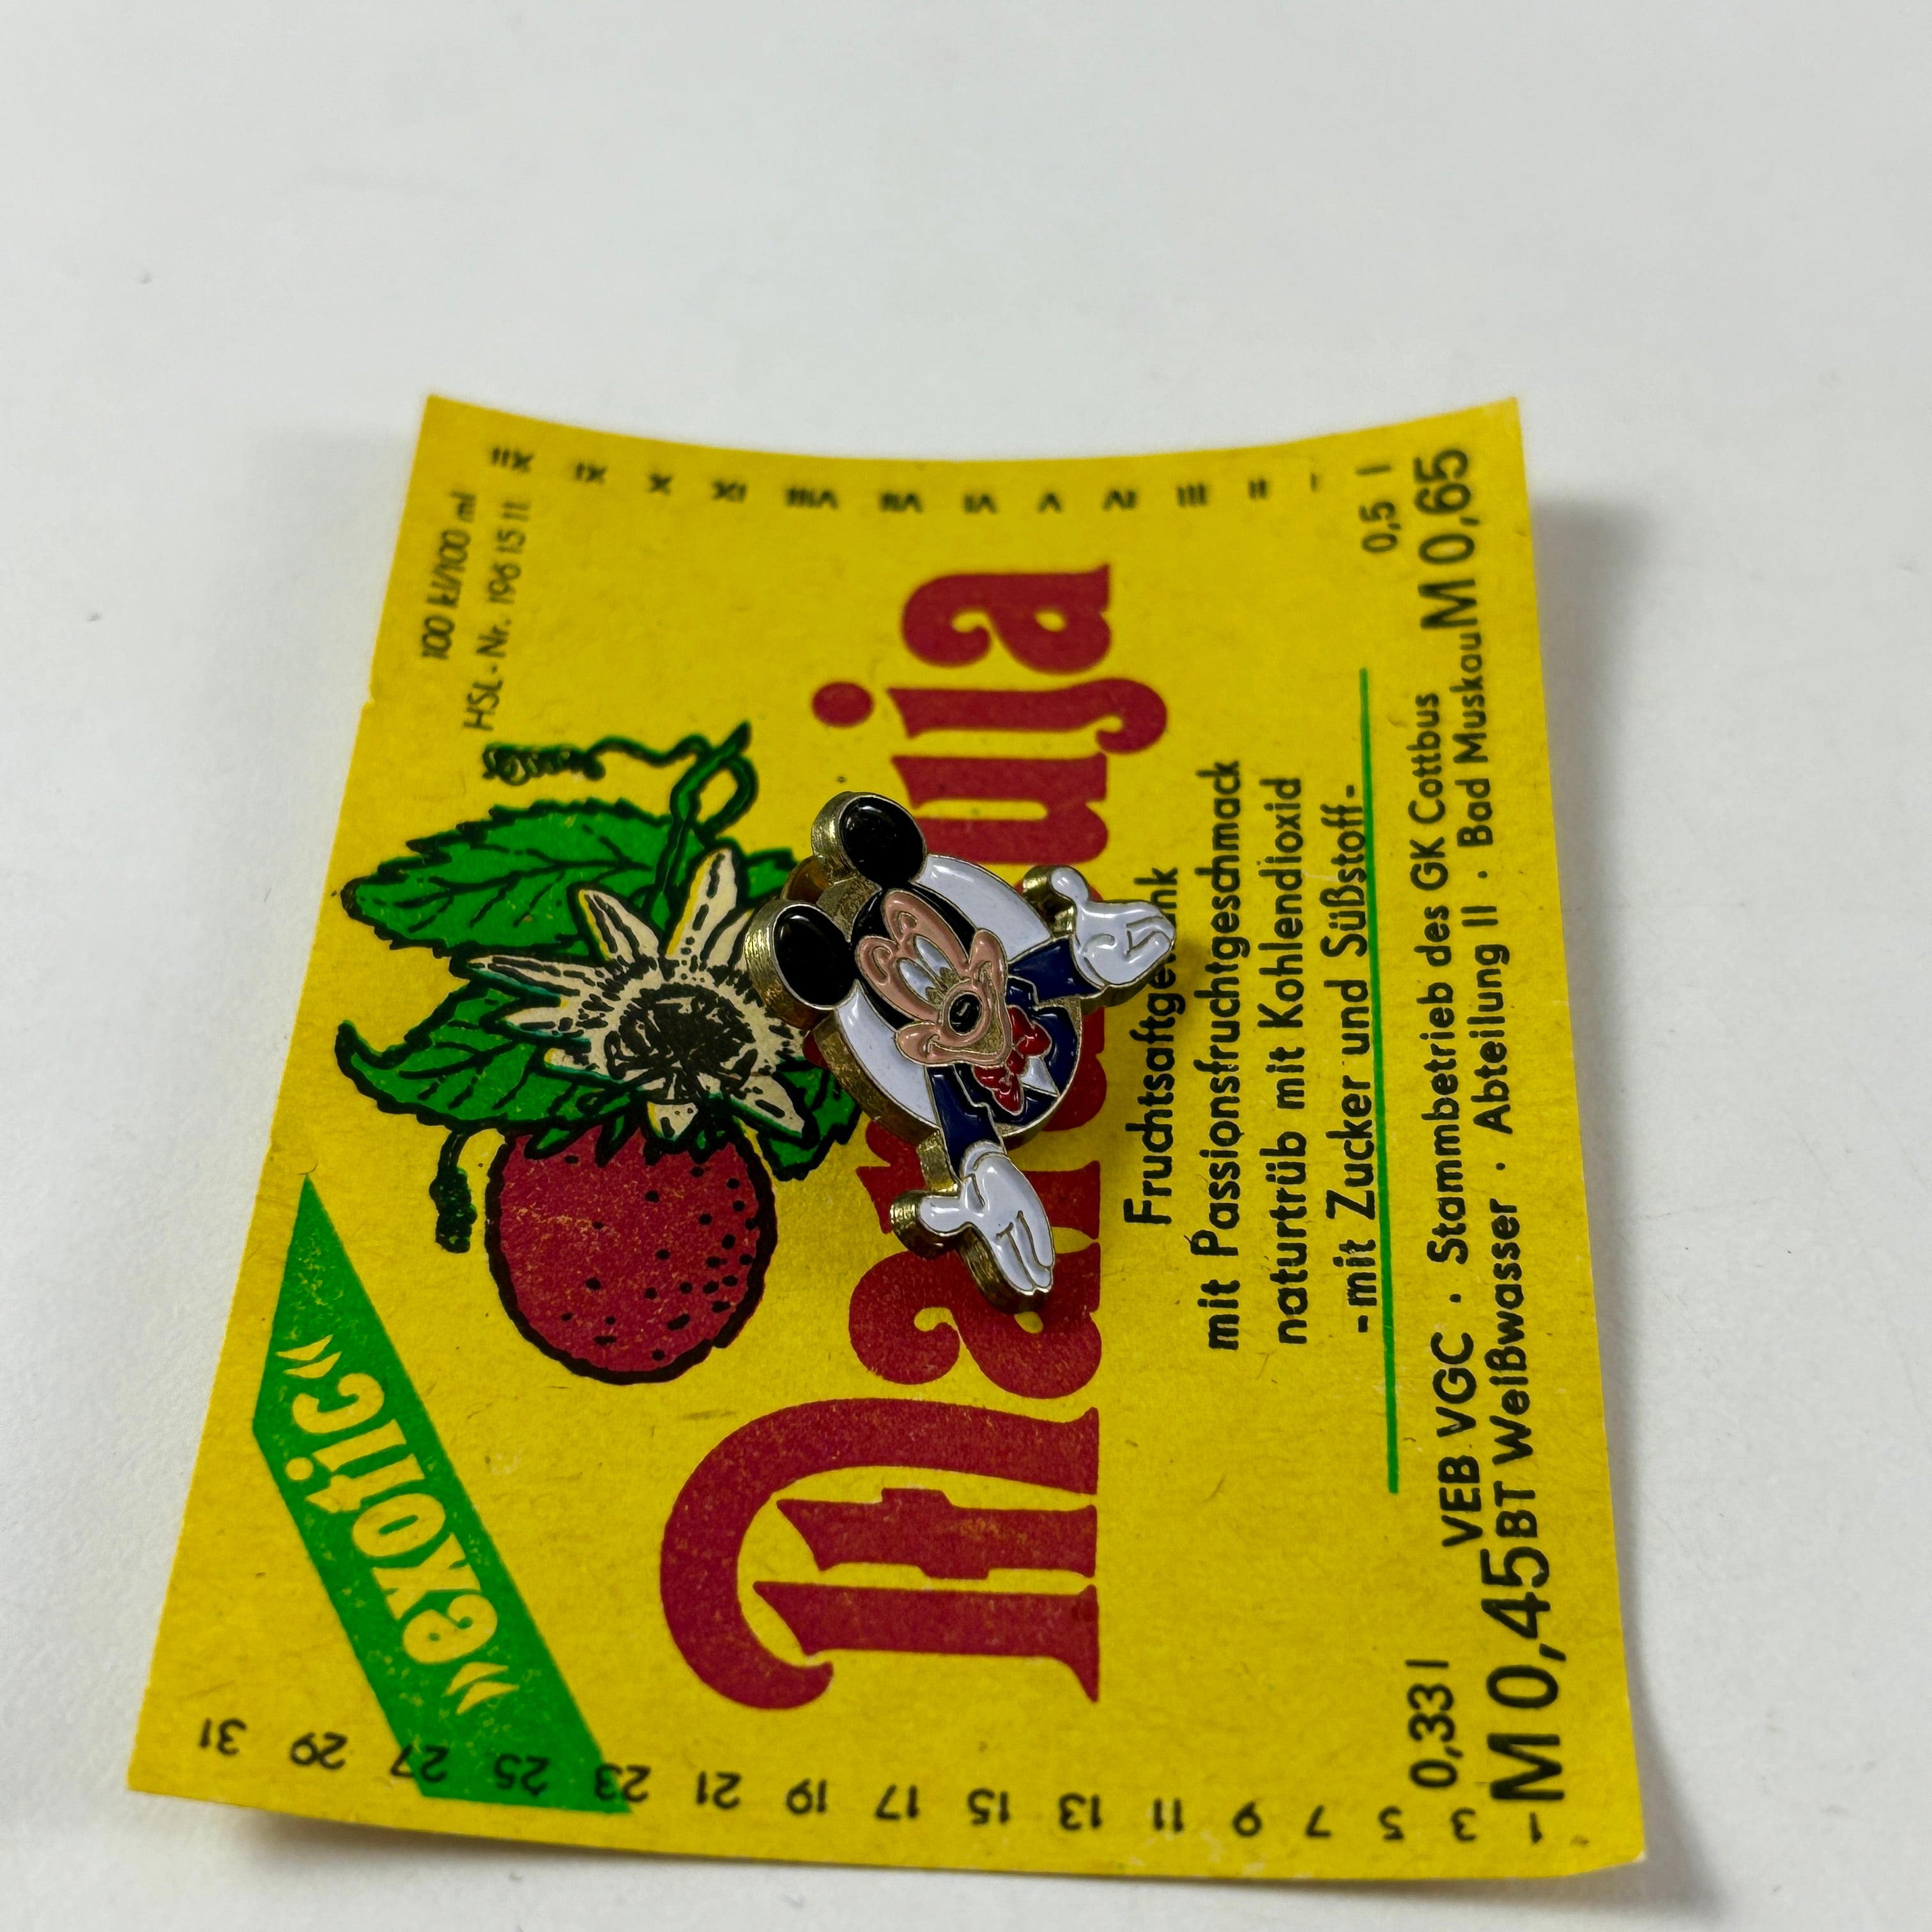 "exotic"
100 kJ/100 ml
HSL-Nr. 196 15 11
Maracuja
Fruchtsaftgetränk
mit Passionsfruchtgeschmack
naturtrüb mit Kohlendioxid
-mit Zucker und Süßstoff-
0,33 l
M 0,45
VEB VGC · Stammbetrieb des GK Cottbus
BT Weißwasser · Abteilung II · Bad Muskau
0,5 l
M 0,65
31 29 27 25 23 21 19 17 15 13 11 9 7 5 3 1
XII XI X IX VIII VII VI V IV III II I